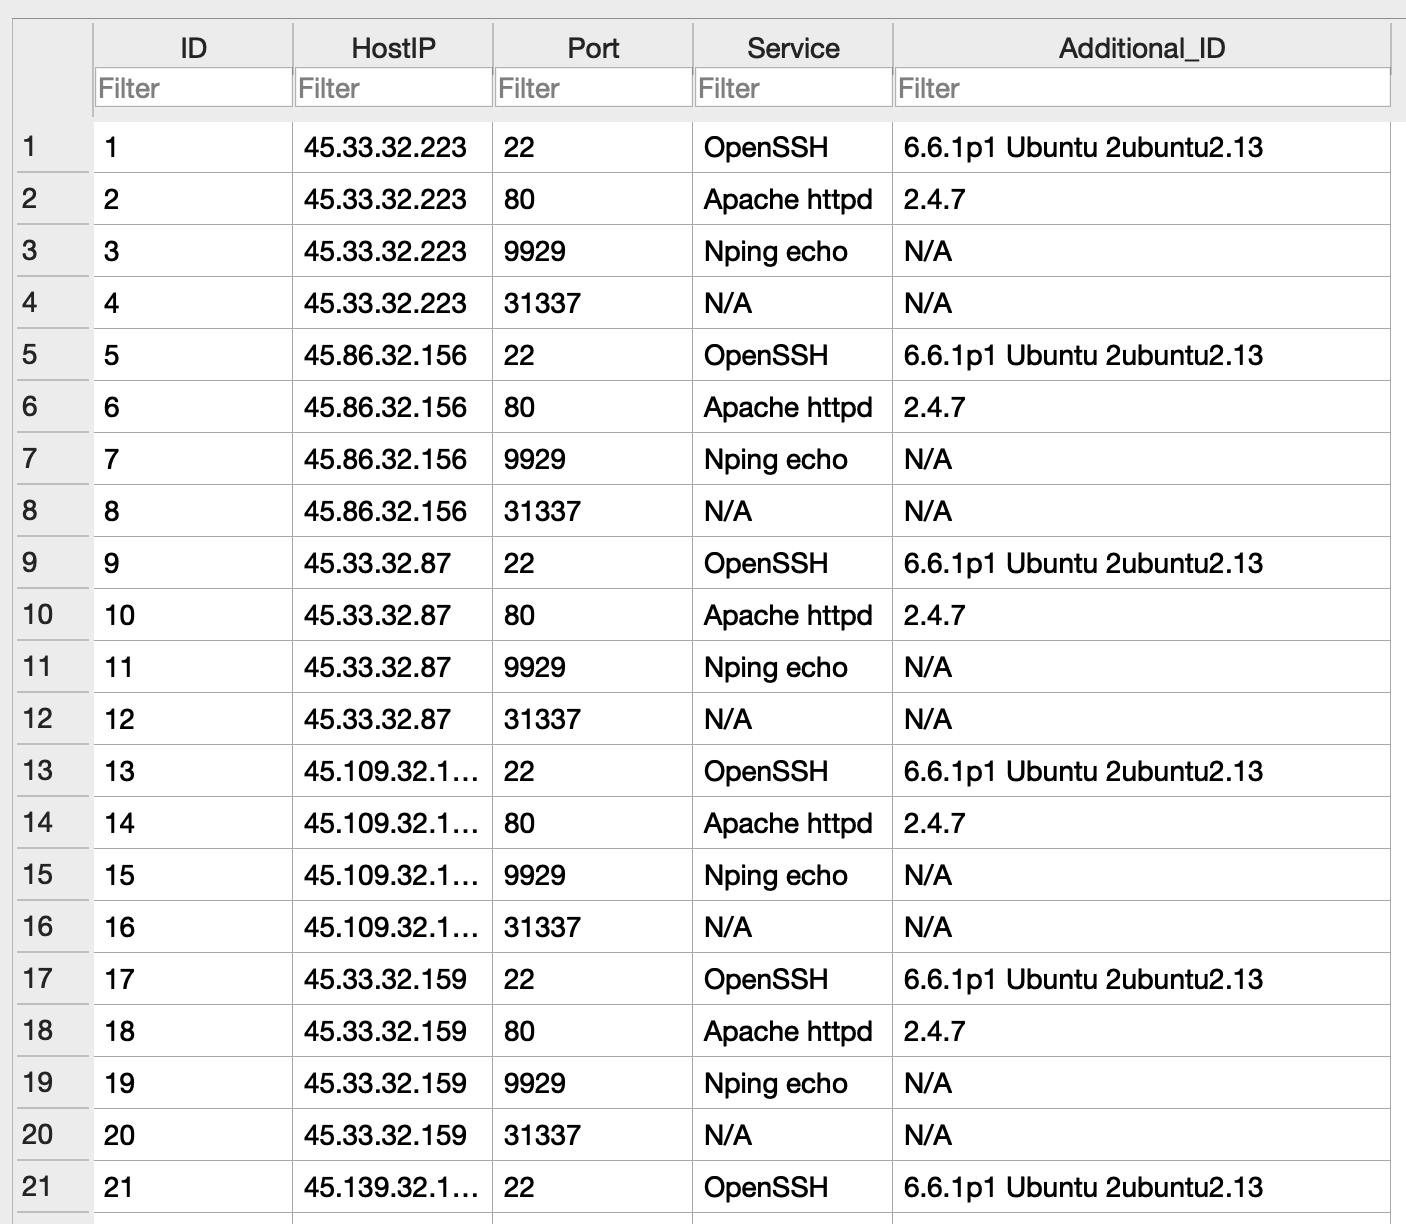 ID HostIP Port Service Additional_ID
Filter Filter Filter Filter Filter
1 1 45.33.32.223 22 OpenSSH 6.6.1p1 Ubuntu 2ubuntu2.13
2 2 45.33.32.223 80 Apache httpd 2.4.7
3 3 45.33.32.223 9929 Nping echo N/A
4 4 45.33.32.223 31337 N/A N/A
5 5 45.86.32.156 22 OpenSSH 6.6.1p1 Ubuntu 2ubuntu2.13
6 6 45.86.32.156 80 Apache httpd 2.4.7
7 7 45.86.32.156 9929 Nping echo N/A
8 8 45.86.32.156 31337 N/A N/A
9 9 45.33.32.87 22 OpenSSH 6.6.1p1 Ubuntu 2ubuntu2.13
10 10 45.33.32.87 80 Apache httpd 2.4.7
11 11 45.33.32.87 9929 Nping echo N/A
12 12 45.33.32.87 31337 N/A N/A
13 13 45.109.32.1... 22 OpenSSH 6.6.1p1 Ubuntu 2ubuntu2.13
14 14 45.109.32.1... 80 Apache httpd 2.4.7
15 15 45.109.32.1... 9929 Nping echo N/A
16 16 45.109.32.1... 31337 N/A N/A
17 17 45.33.32.159 22 OpenSSH 6.6.1p1 Ubuntu 2ubuntu2.13
18 18 45.33.32.159 80 Apache httpd 2.4.7
19 19 45.33.32.159 9929 Nping echo N/A
20 20 45.33.32.159 31337 N/A N/A
21 21 45.139.32.1... 22 OpenSSH 6.6.1p1 Ubuntu 2ubuntu2.13